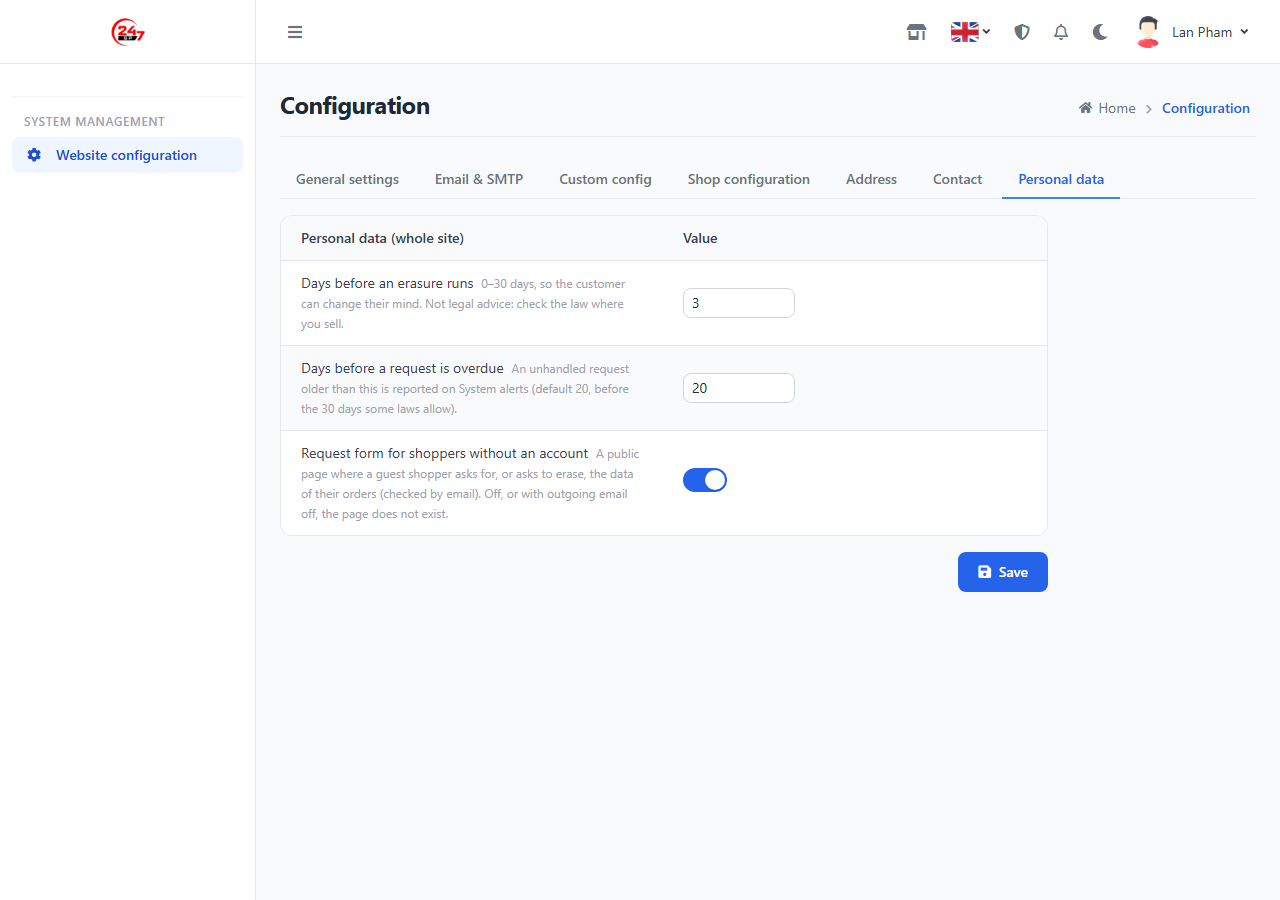 247
GP
Lan Pham
SYSTEM MANAGEMENT
Website configuration
Configuration
Home
Configuration
General settings
Email & SMTP
Custom config
Shop configuration
Address
Contact
Personal data
Personal data (whole site)
Value
Days before an erasure runs 0–30 days, so the customer
can change their mind. Not legal advice: check the law where
you sell.
3
Days before a request is overdue An unhandled request
older than this is reported on System alerts (default 20, before
the 30 days some laws allow).
20
Request form for shoppers without an account A public
page where a guest shopper asks for, or asks to erase, the data
of their orders (checked by email). Off, or with outgoing email
off, the page does not exist.
Save